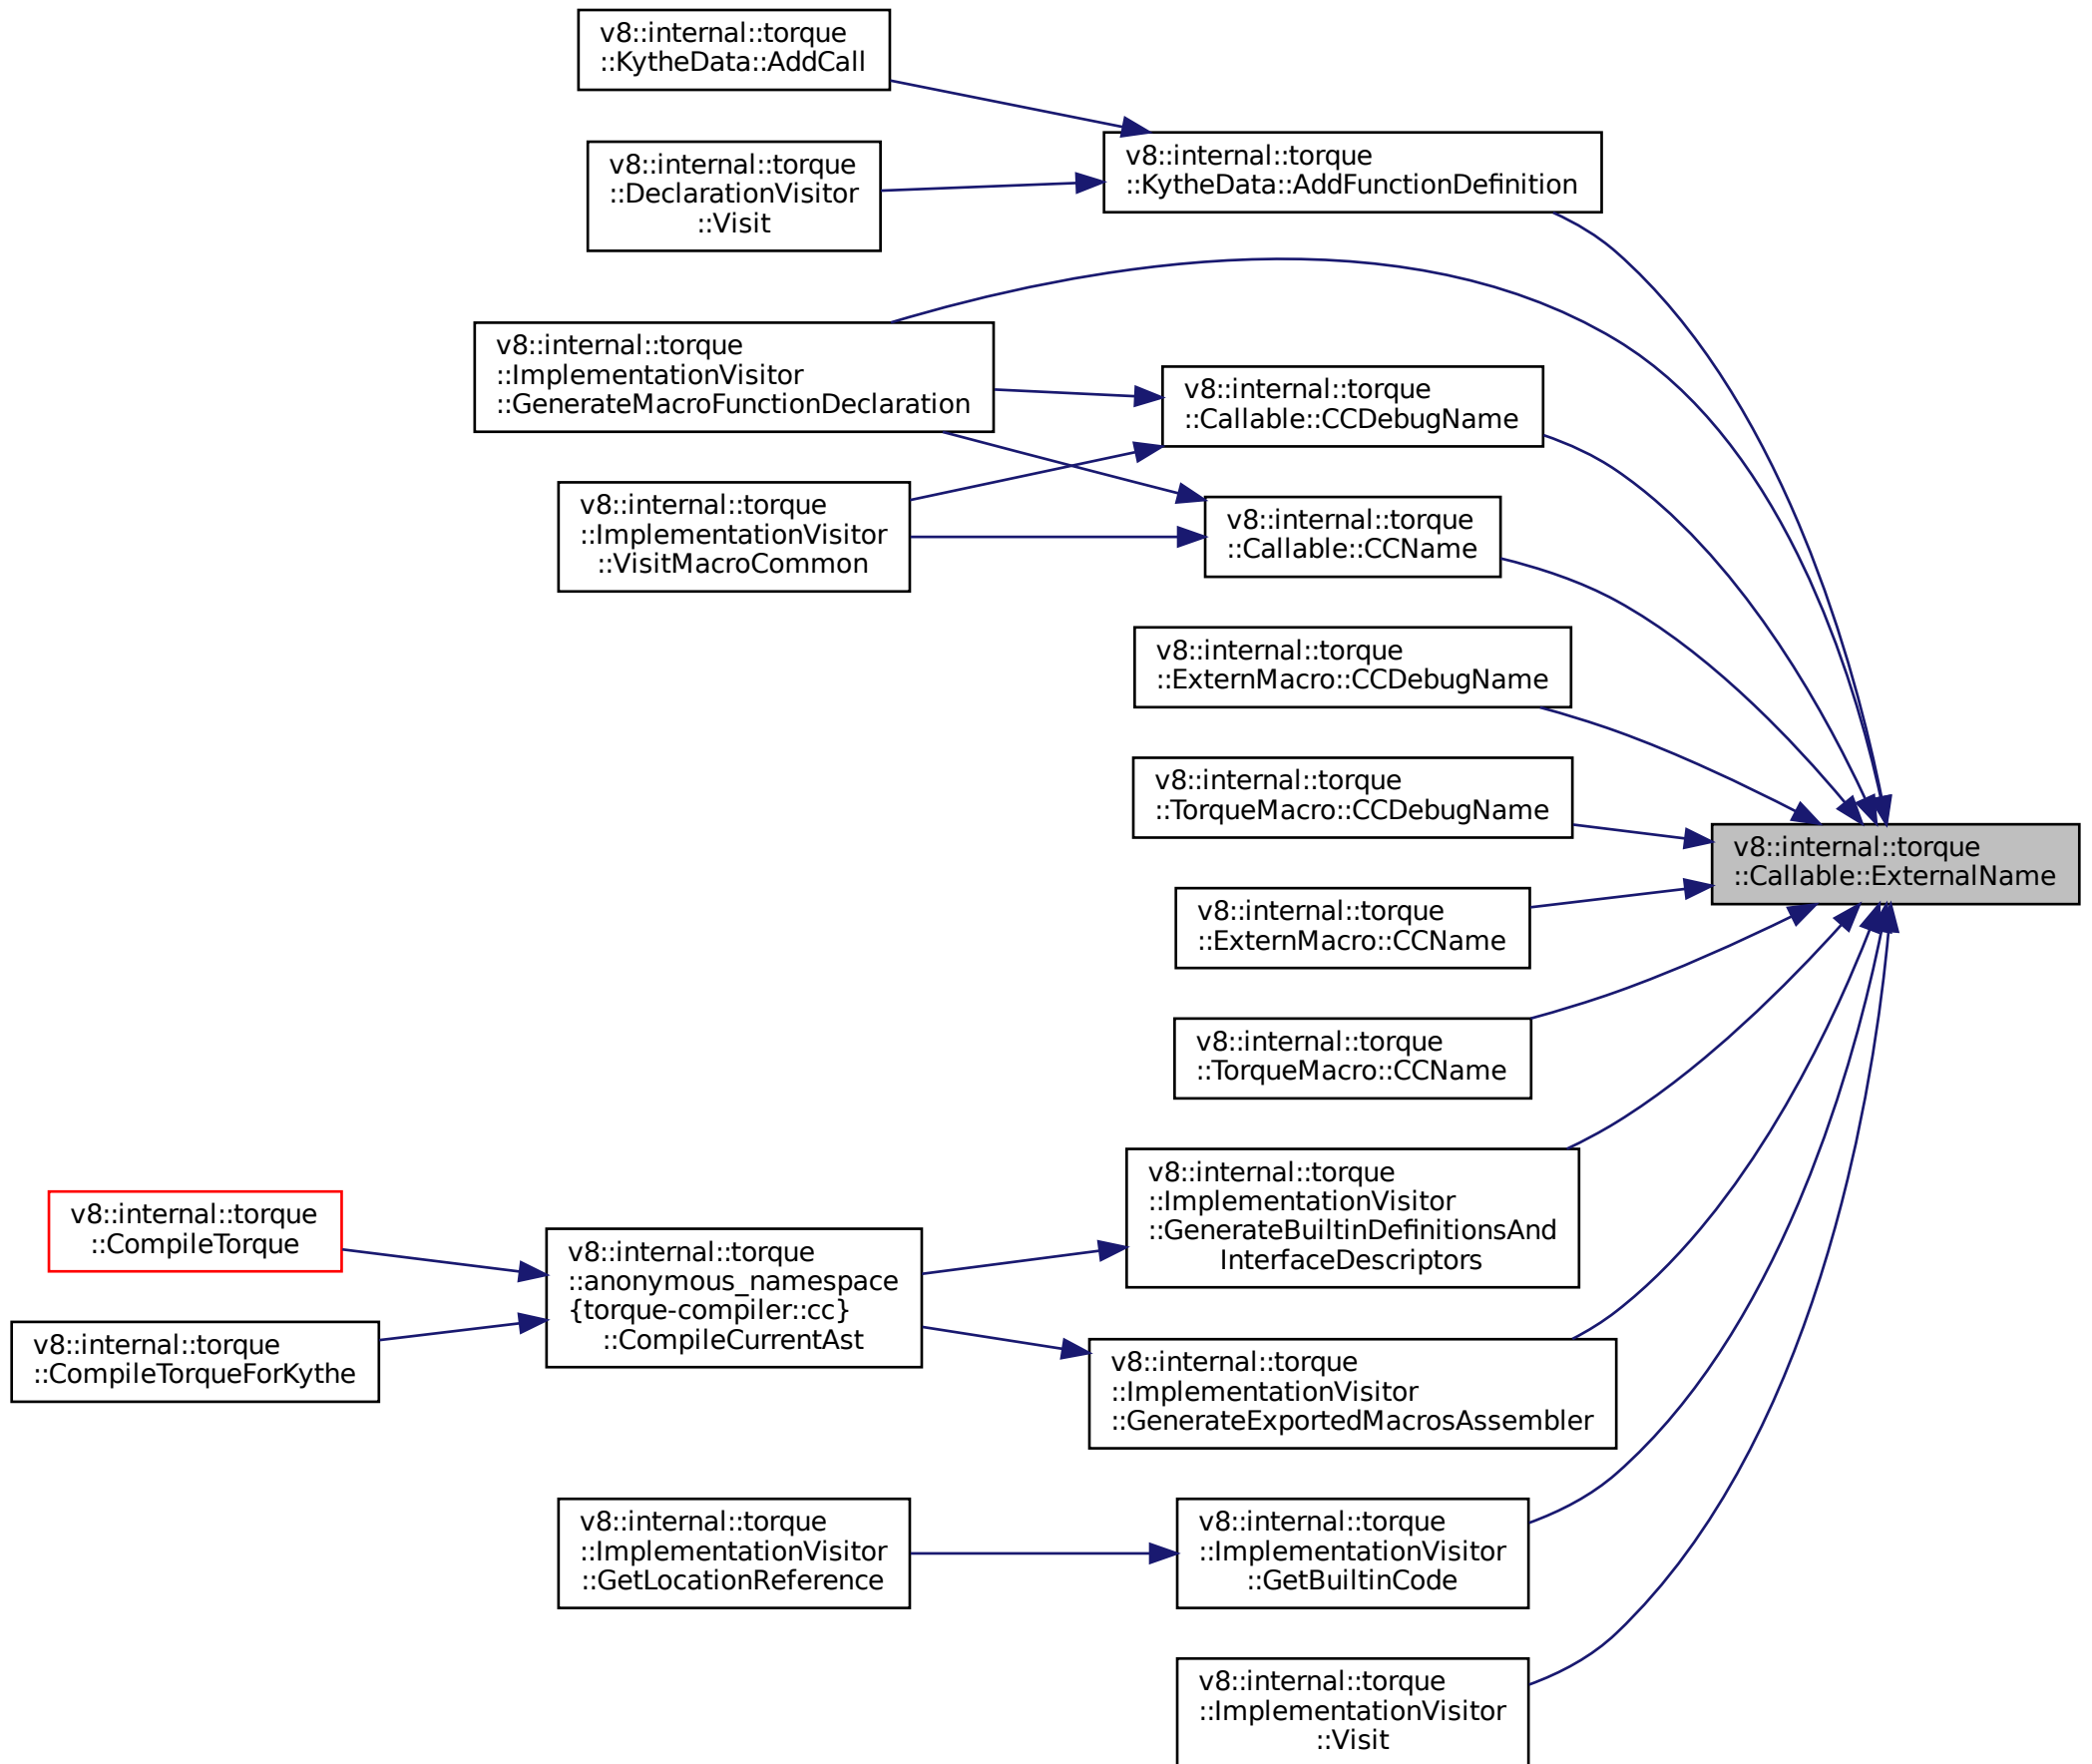 v8::internal::torque
::KytheData::AddCall
v8::internal::torque
::KytheData::AddFunctionDefinition
v8::internal::torque
::DeclarationVisitor
::Visit
v8::internal::torque
::ImplementationVisitor
::GenerateMacroFunctionDeclaration
v8::internal::torque
::Callable::CCDebugName
v8::internal::torque
::ImplementationVisitor
::VisitMacroCommon
v8::internal::torque
::Callable::CCName
v8::internal::torque
::ExternMacro::CCDebugName
v8::internal::torque
::TorqueMacro::CCDebugName
v8::internal::torque
::Callable::ExternalName
v8::internal::torque
::ExternMacro::CCName
v8::internal::torque
::TorqueMacro::CCName
v8::internal::torque
::ImplementationVisitor
::GenerateBuiltinDefinitionsAnd
InterfaceDescriptors
v8::internal::torque
::CompileTorque
v8::internal::torque
::anonymous_namespace
{torque-compiler::cc}
::CompileCurrentAst
v8::internal::torque
::CompileTorqueForKythe
v8::internal::torque
::ImplementationVisitor
::GenerateExportedMacrosAssembler
v8::internal::torque
::ImplementationVisitor
::GetLocationReference
v8::internal::torque
::ImplementationVisitor
::GetBuiltinCode
v8::internal::torque
::ImplementationVisitor
::Visit